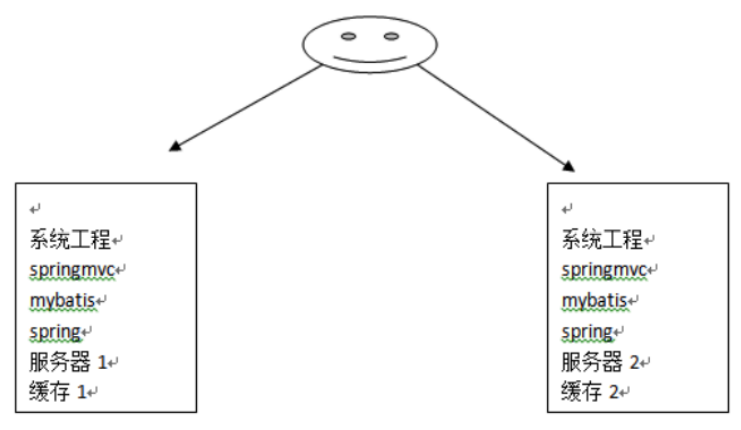 系统工程
springmvc
mybatis
spring
服务器 1
缓存 1
系统工程
springmvc
mybatis
spring
服务器 2
缓存 2